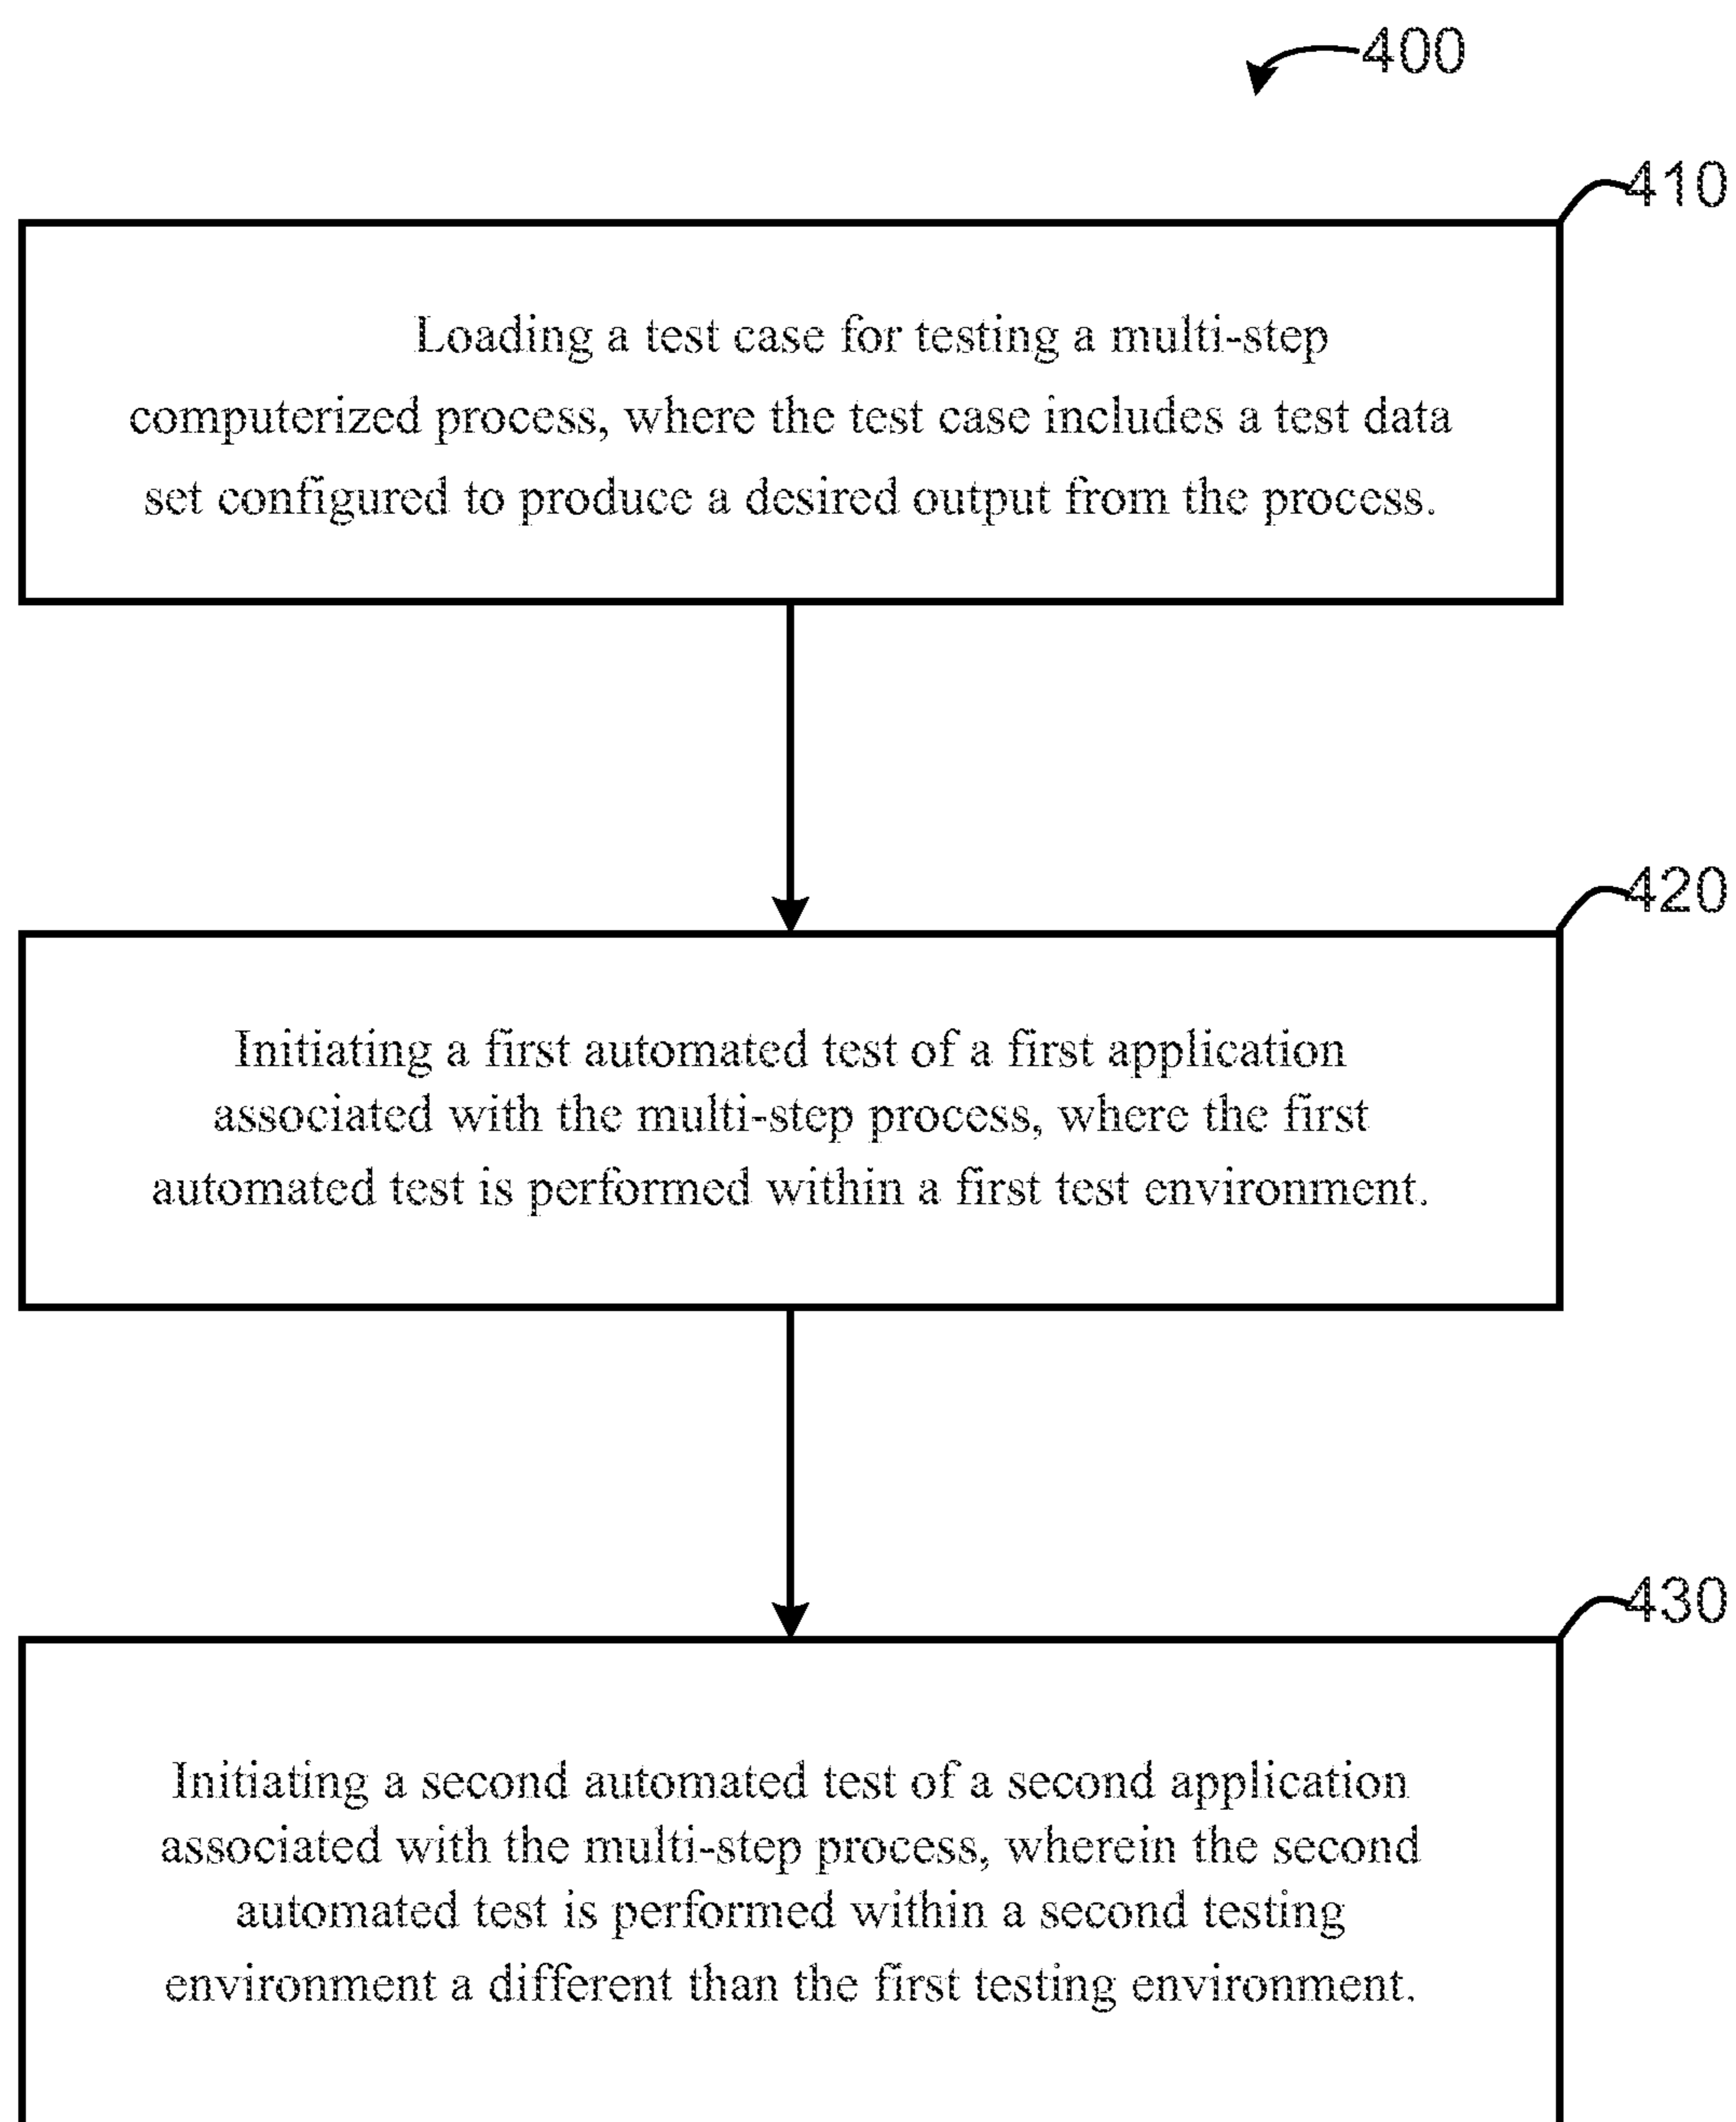 400
410
Loading a test case for testing a multi-step
computerized process, where the test case includes a test data
set configured to produce a desired output from the process.
420
Initiating a first automated test of a first application
associated with the multi-step process, where the first
automated test is performed within a first test environment.
430
Initiating a second automated test of a second application
associated with the multi-step process, wherein the second
automated test is performed within a second testing
environment a different than the first testing environment.